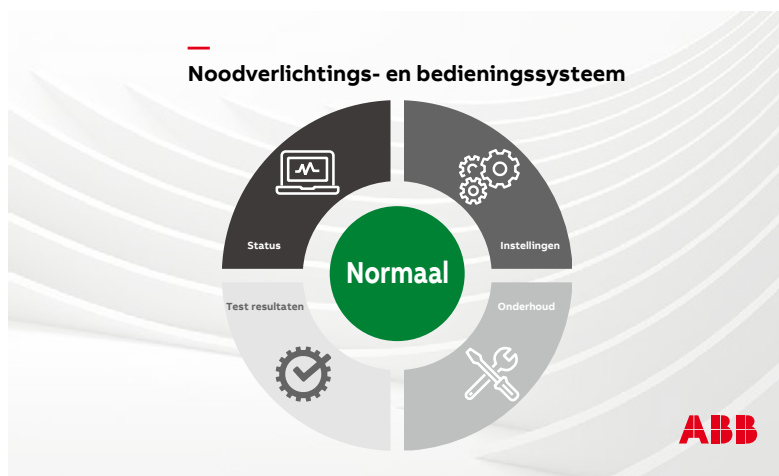 Noodverlichtings- en bedieningssysteem
Status
Instellingen
Normaal
Test resultaten
Onderhoud
ABB